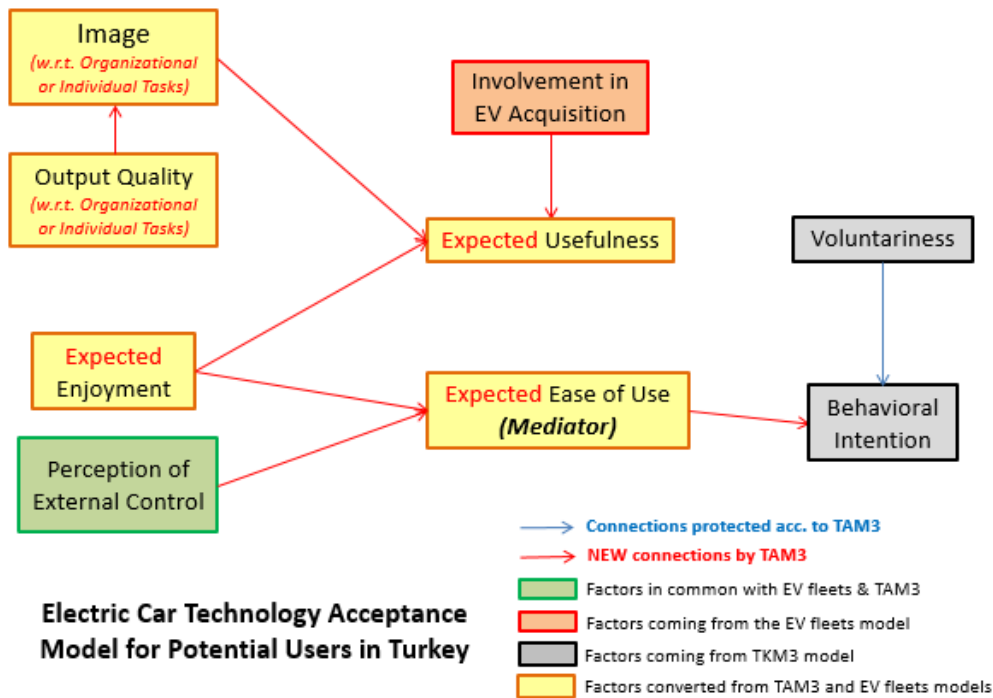 Image
(w.r.t. Organizational
or Individual Tasks)
Involvement in
EV Acquisition
Output Quality
(w.r.t. Organizational
or Individual Tasks)
Expected Usefulness
Voluntariness
Expected
Enjoyment
Expected Ease of Use
(Mediator)
Behavioral
Intention
Perception of
External Control
Connections protected acc. to TAM3
NEW connections by TAM3
Factors in common with EV fleets & TAM3
Factors coming from the EV fleets model
Factors coming from TKM3 model
Factors converted from TAM3 and EV fleets models
Electric Car Technology Acceptance
Model for Potential Users in Turkey